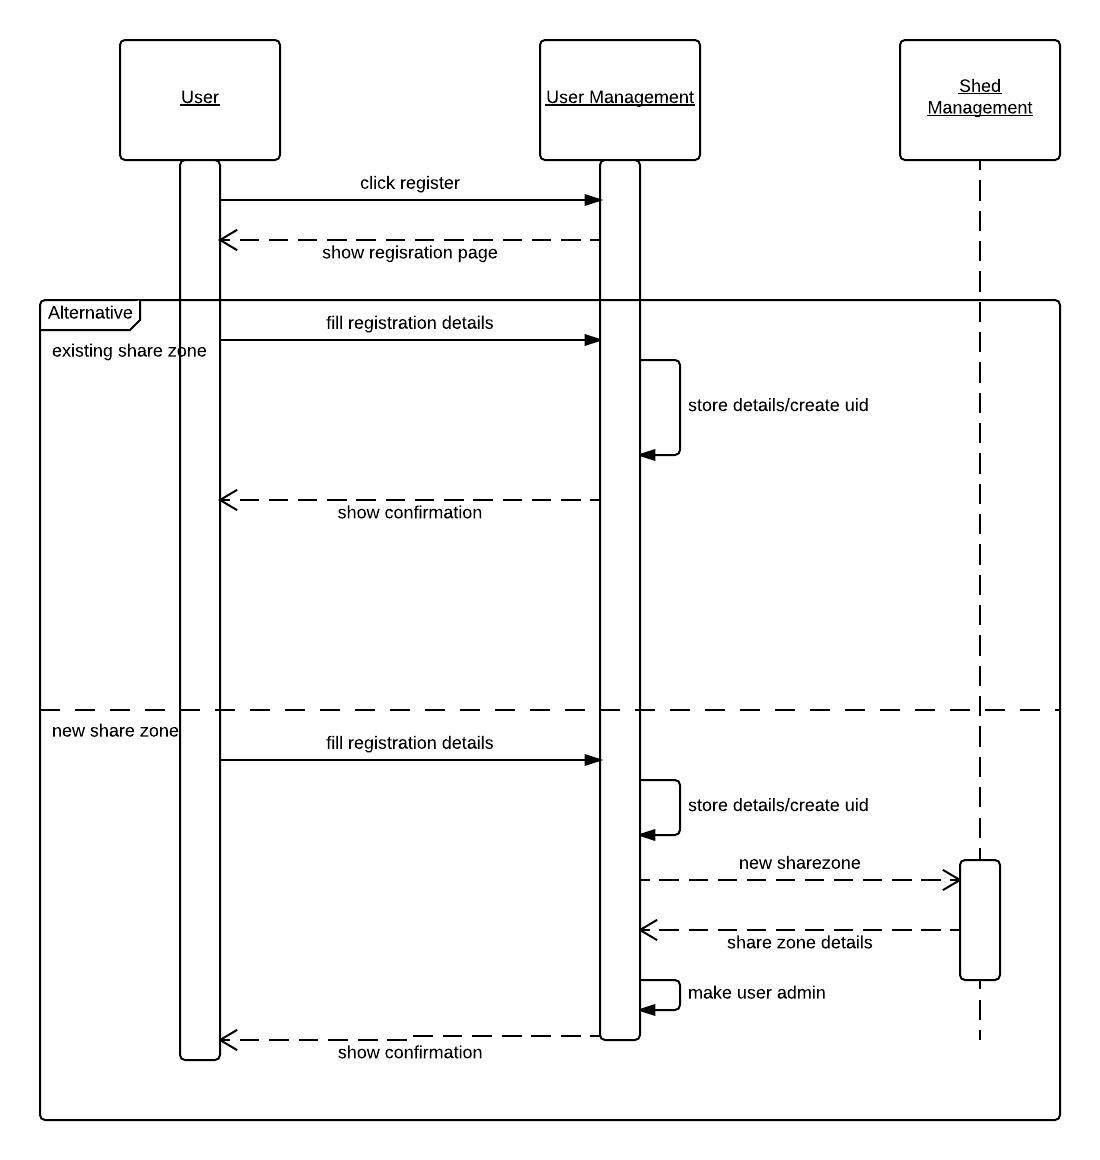 User
User Management
Shed
Management
click register
show regisration page
Alternative
fill registration details
existing share zone
store details/create uid
show confirmation
new share zone
fill registration details
store details/create uid
new sharezone
share zone details
make user admin
show confirmation